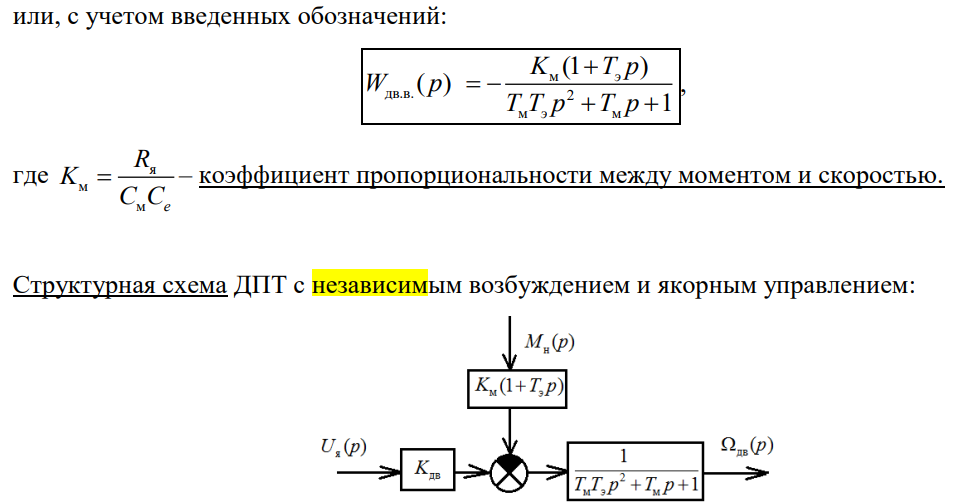 или, с учетом введенных обозначений:
Wдв.в.(p) = − Kм(1+Tэp) / (TмTэp² + Tмp + 1),
где Kм = Rя / (CмCe) – коэффициент пропорциональности между моментом и скоростью.
Структурная схема ДПТ с независимым возбуждением и якорным управлением:
Mн(p)
Kм(1+Tэp)
Uя(p)
Kдв
1 / (TмTэp² + Tмp + 1)
Ωдв(p)